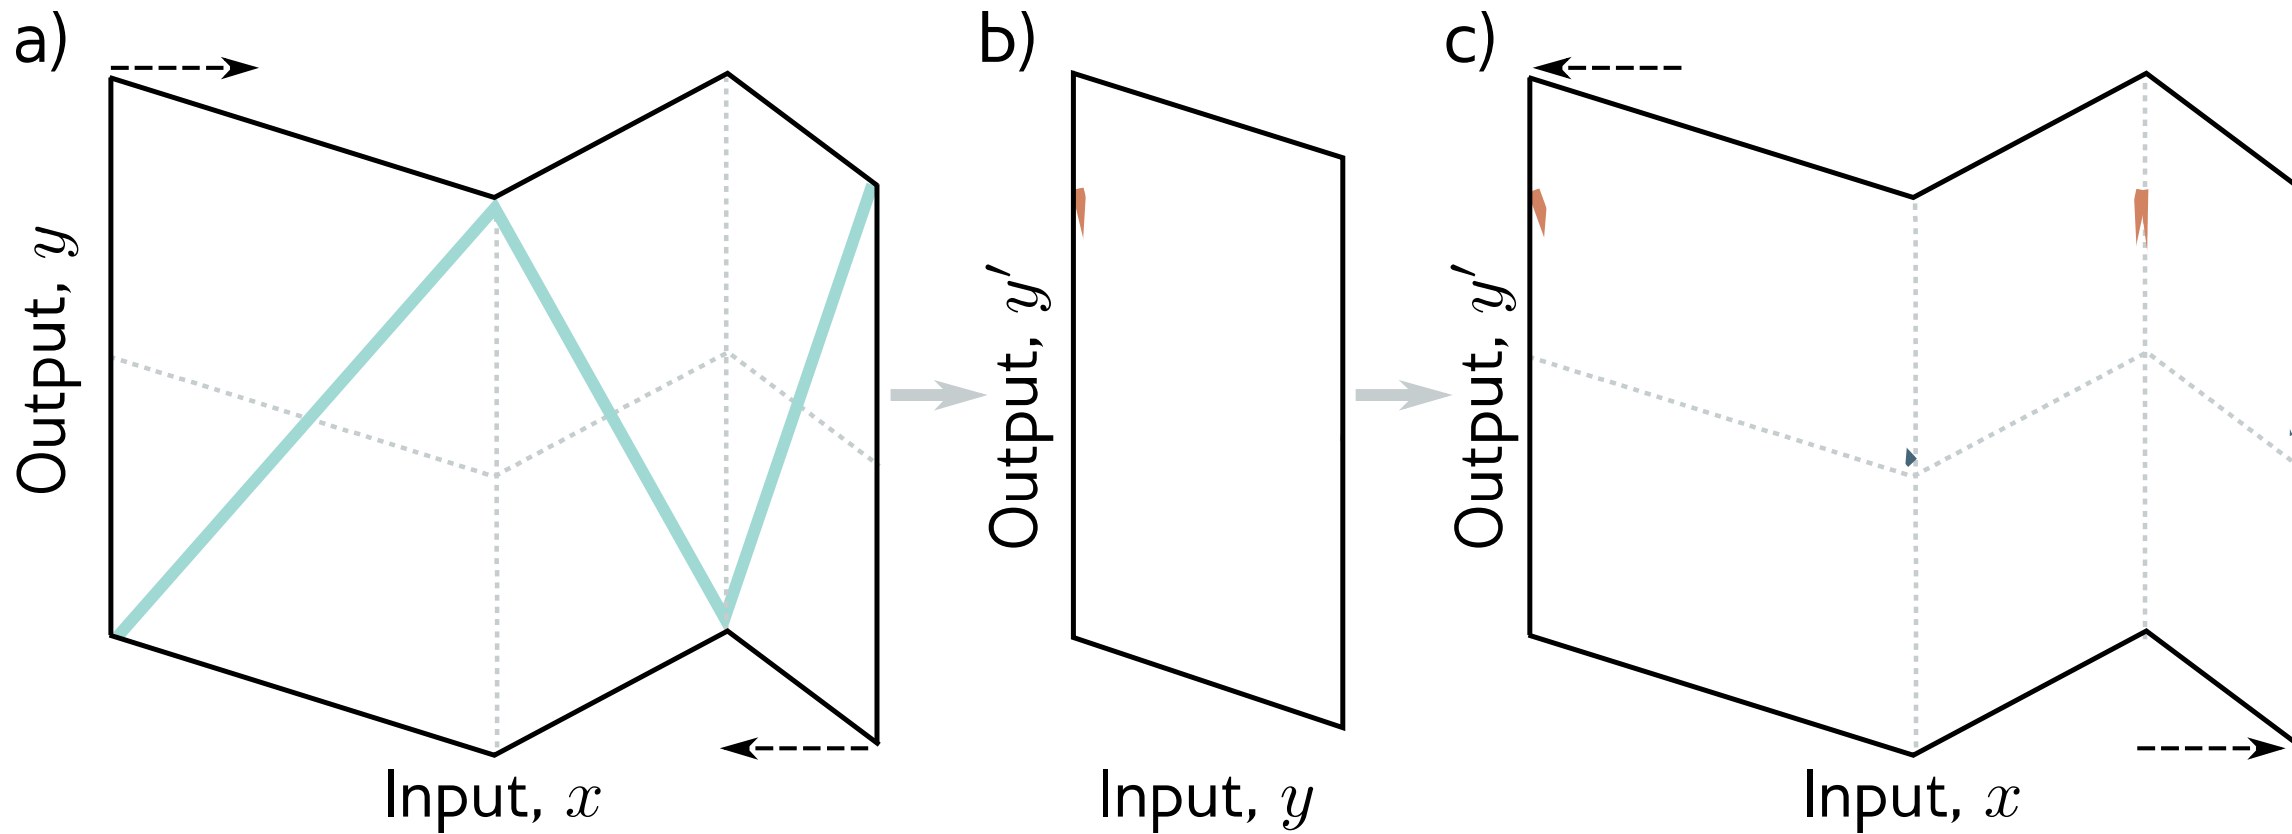 a)
Output, y
Input, x
b)
Output, y′
Input, y
c)
Output, y′
Input, x